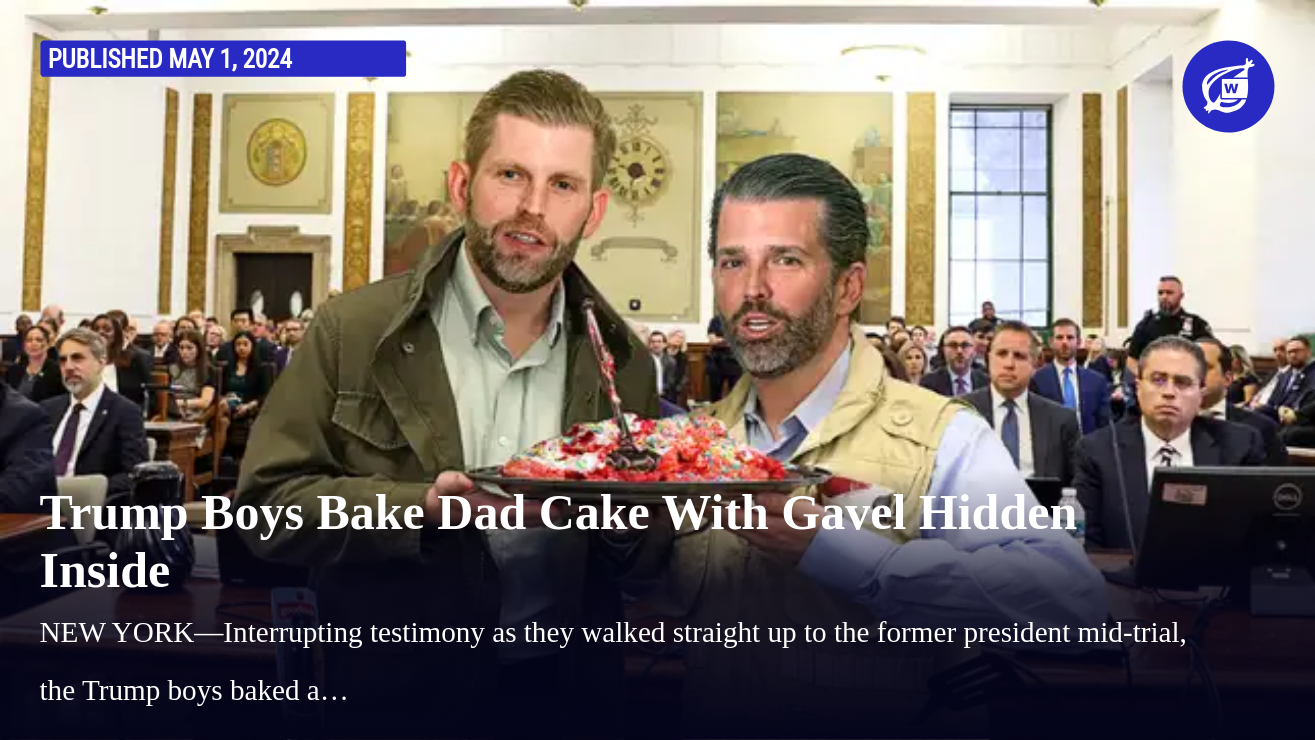 PUBLISHED MAY 1, 2024
W
Trump Boys Bake Dad Cake With Gavel Hidden
Inside
NEW YORK—Interrupting testimony as they walked straight up to the former president mid-trial,
the Trump boys baked a…
DELL